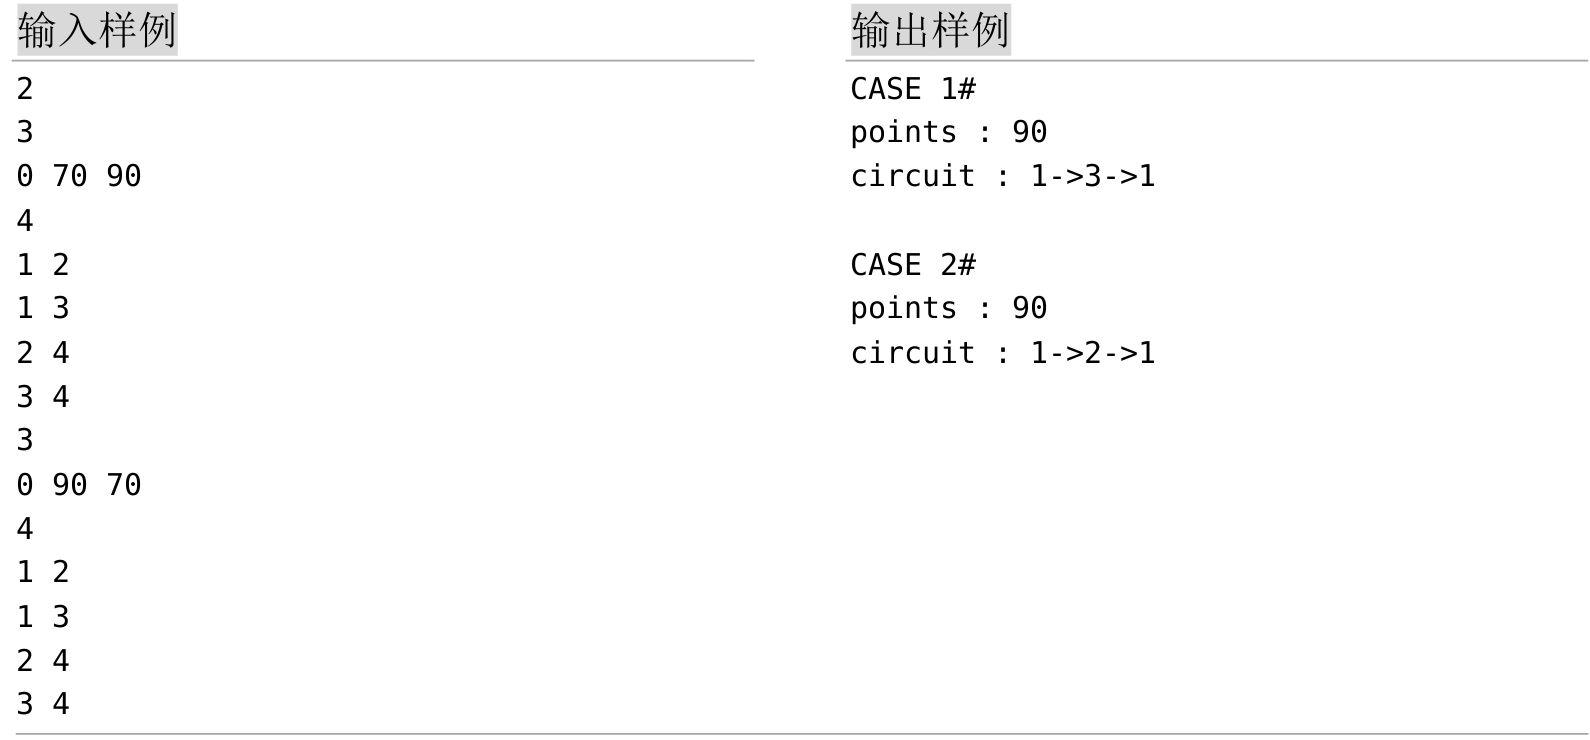 输入样例
2
3
0 70 90
4
1 2
1 3
2 4
3 4
3
0 90 70
4
1 2
1 3
2 4
3 4
输出样例
CASE 1#
points : 90
circuit : 1->3->1
CASE 2#
points : 90
circuit : 1->2->1